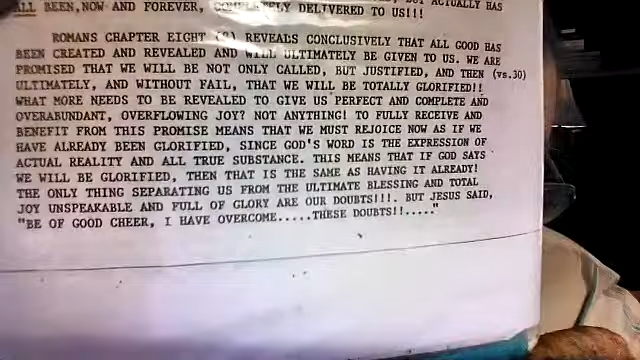 ALL BEEN,NOW AND FOREVER, COMPLETELY DELIVERED TO US!!!
ROMANS CHAPTER EIGHT (8) REVEALS CONCLUSIVELY THAT ALL GOOD HAS
BEEN CREATED AND REVEALED AND WILL ULTIMATELY BE GIVEN TO US. WE ARE
PROMISED THAT WE WILL BE NOT ONLY CALLED, BUT JUSTIFIED, AND THEN (vs.30)
ULTIMATELY, AND WITHOUT FAIL, THAT WE WILL BE TOTALLY GLORIFIED!!
WHAT MORE NEEDS TO BE REVEALED TO GIVE US PERFECT AND COMPLETE AND
OVERABUNDANT, OVERFLOWING JOY? NOT ANYTHING! TO FULLY RECEIVE AND
BENEFIT FROM THIS PROMISE MEANS THAT WE MUST REJOICE NOW AS IF WE
HAVE ALREADY BEEN GLORIFIED, SINCE GOD'S WORD IS THE EXPRESSION OF
ACTUAL REALITY AND ALL TRUE SUBSTANCE. THIS MEANS THAT IF GOD SAYS
WE WILL BE GLORIFIED, THEN THAT IS THE SAME AS HAVING IT ALREADY!
THE ONLY THING SEPARATING US FROM THE ULTIMATE BLESSING AND TOTAL
JOY UNSPEAKABLE AND FULL OF GLORY ARE OUR DOUBTS!!!. BUT JESUS SAID,
"BE OF GOOD CHEER, I HAVE OVERCOME.....THESE DOUBTS!!....."